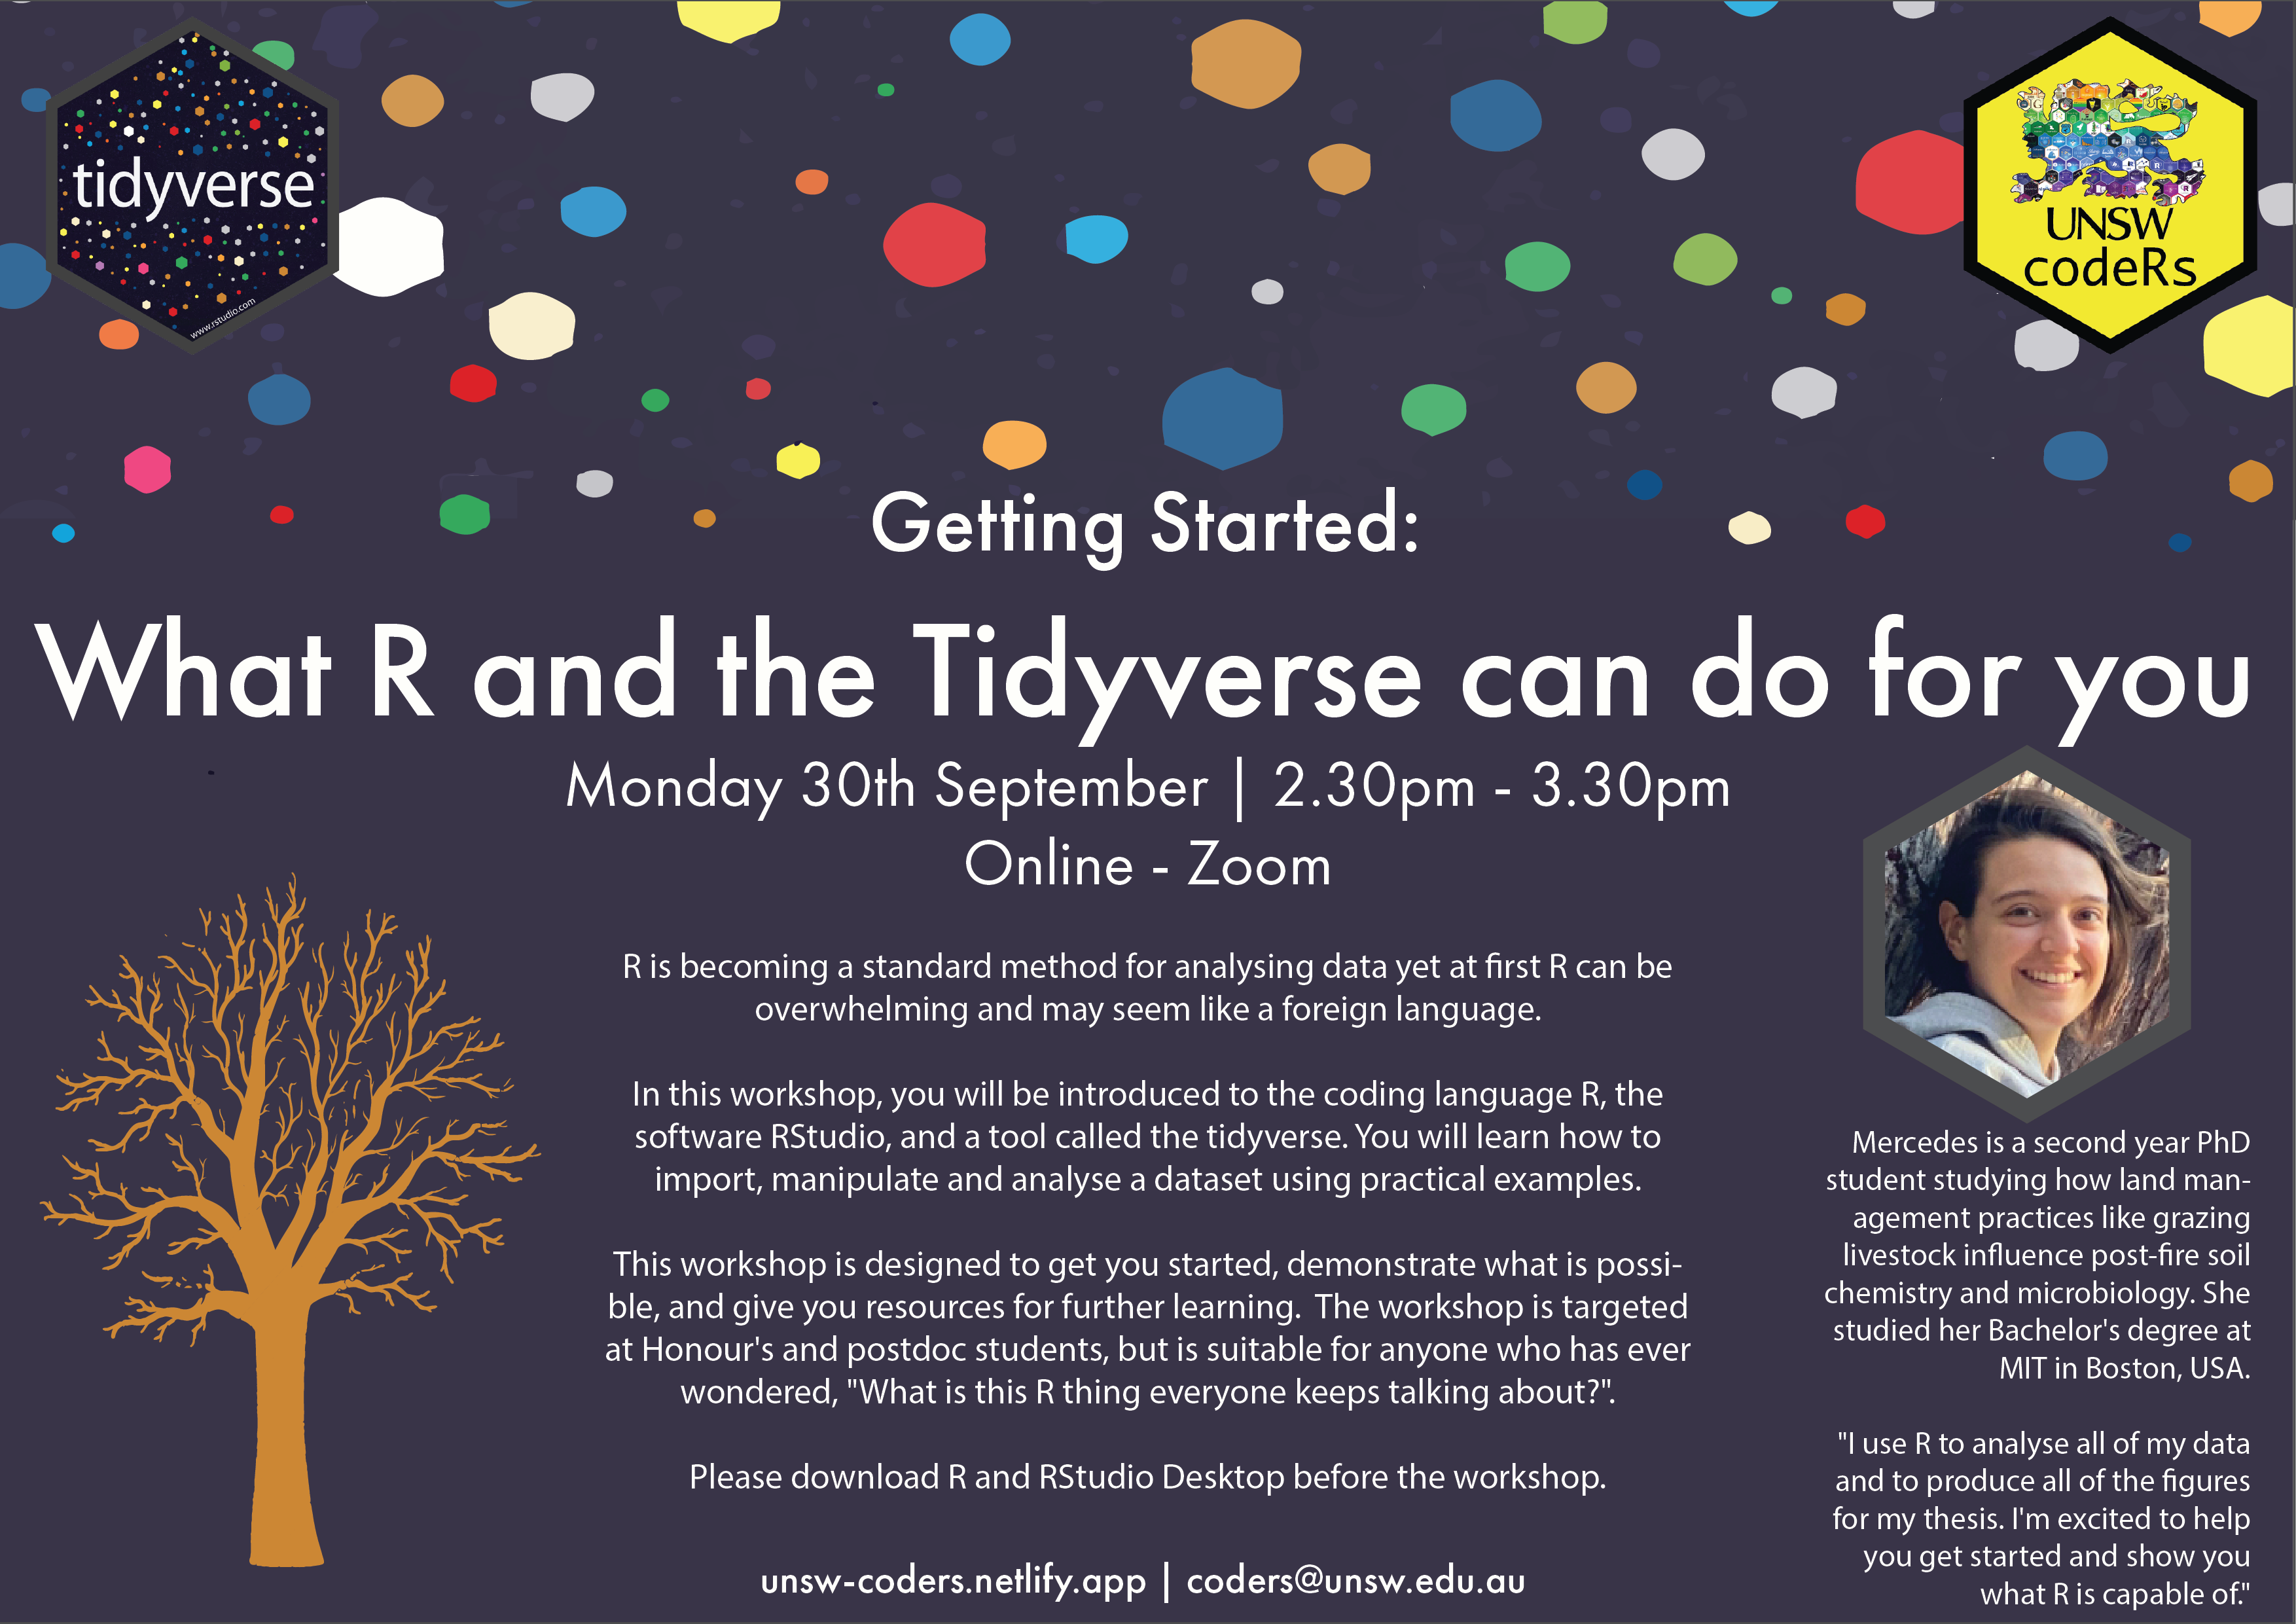 tidyverse
www.rstudio.com
UNSW
codeRs
Getting Started:
What R and the Tidyverse can do for you
Monday 30th September | 2.30pm - 3.30pm
Online - Zoom
R is becoming a standard method for analysing data yet at first R can be
overwhelming and may seem like a foreign language.
In this workshop, you will be introduced to the coding language R, the
software RStudio, and a tool called the tidyverse. You will learn how to
import, manipulate and analyse a dataset using practical examples.
This workshop is designed to get you started, demonstrate what is possi-
ble, and give you resources for further learning.  The workshop is targeted
at Honour's and postdoc students, but is suitable for anyone who has ever
wondered, "What is this R thing everyone keeps talking about?".
Please download R and RStudio Desktop before the workshop.
unsw-coders.netlify.app | coders@unsw.edu.au
Mercedes is a second year PhD
student studying how land man-
agement practices like grazing
livestock influence post-fire soil
chemistry and microbiology. She
studied her Bachelor's degree at
MIT in Boston, USA.
"I use R to analyse all of my data
and to produce all of the figures
for my thesis. I'm excited to help
you get started and show you
what R is capable of."